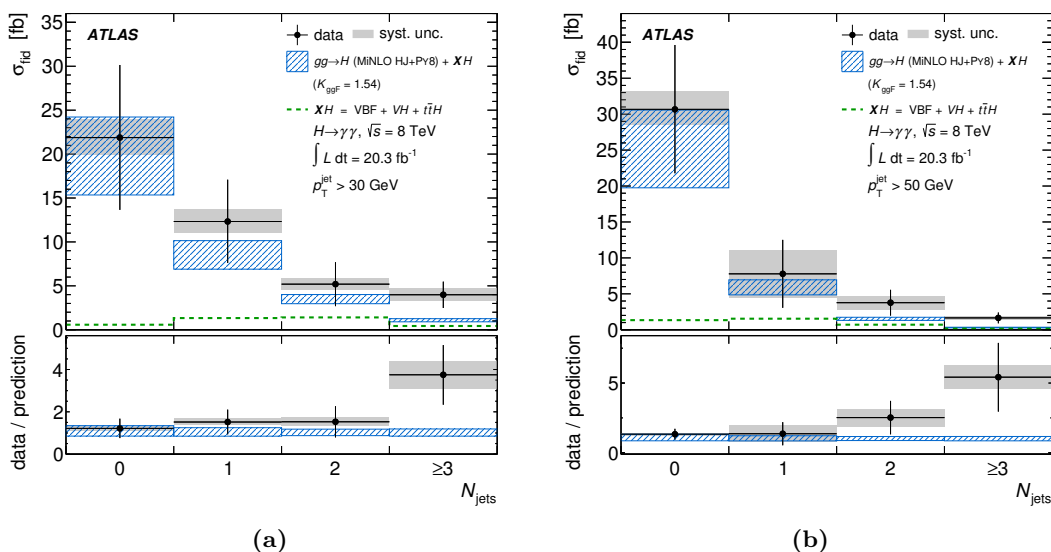 σfid [fb]
35
30
25
20
15
10
5
0
ATLAS
data syst. unc.
gg→H (MiNLO HJ+Py8) + XH
(KggF = 1.54)
XH = VBF + VH + tt̄H
H→γγ, √s = 8 TeV
∫ L dt = 20.3 fb⁻¹
pTjet > 30 GeV
data / prediction
4
2
0
0 1 2 ≥3
Njets
(a)
σfid [fb]
45
40
35
30
25
20
15
10
5
0
ATLAS
data syst. unc.
gg→H (MiNLO HJ+Py8) + XH
(KggF = 1.54)
XH = VBF + VH + tt̄H
H→γγ, √s = 8 TeV
∫ L dt = 20.3 fb⁻¹
pTjet > 50 GeV
data / prediction
5
0
0 1 2 ≥3
Njets
(b)